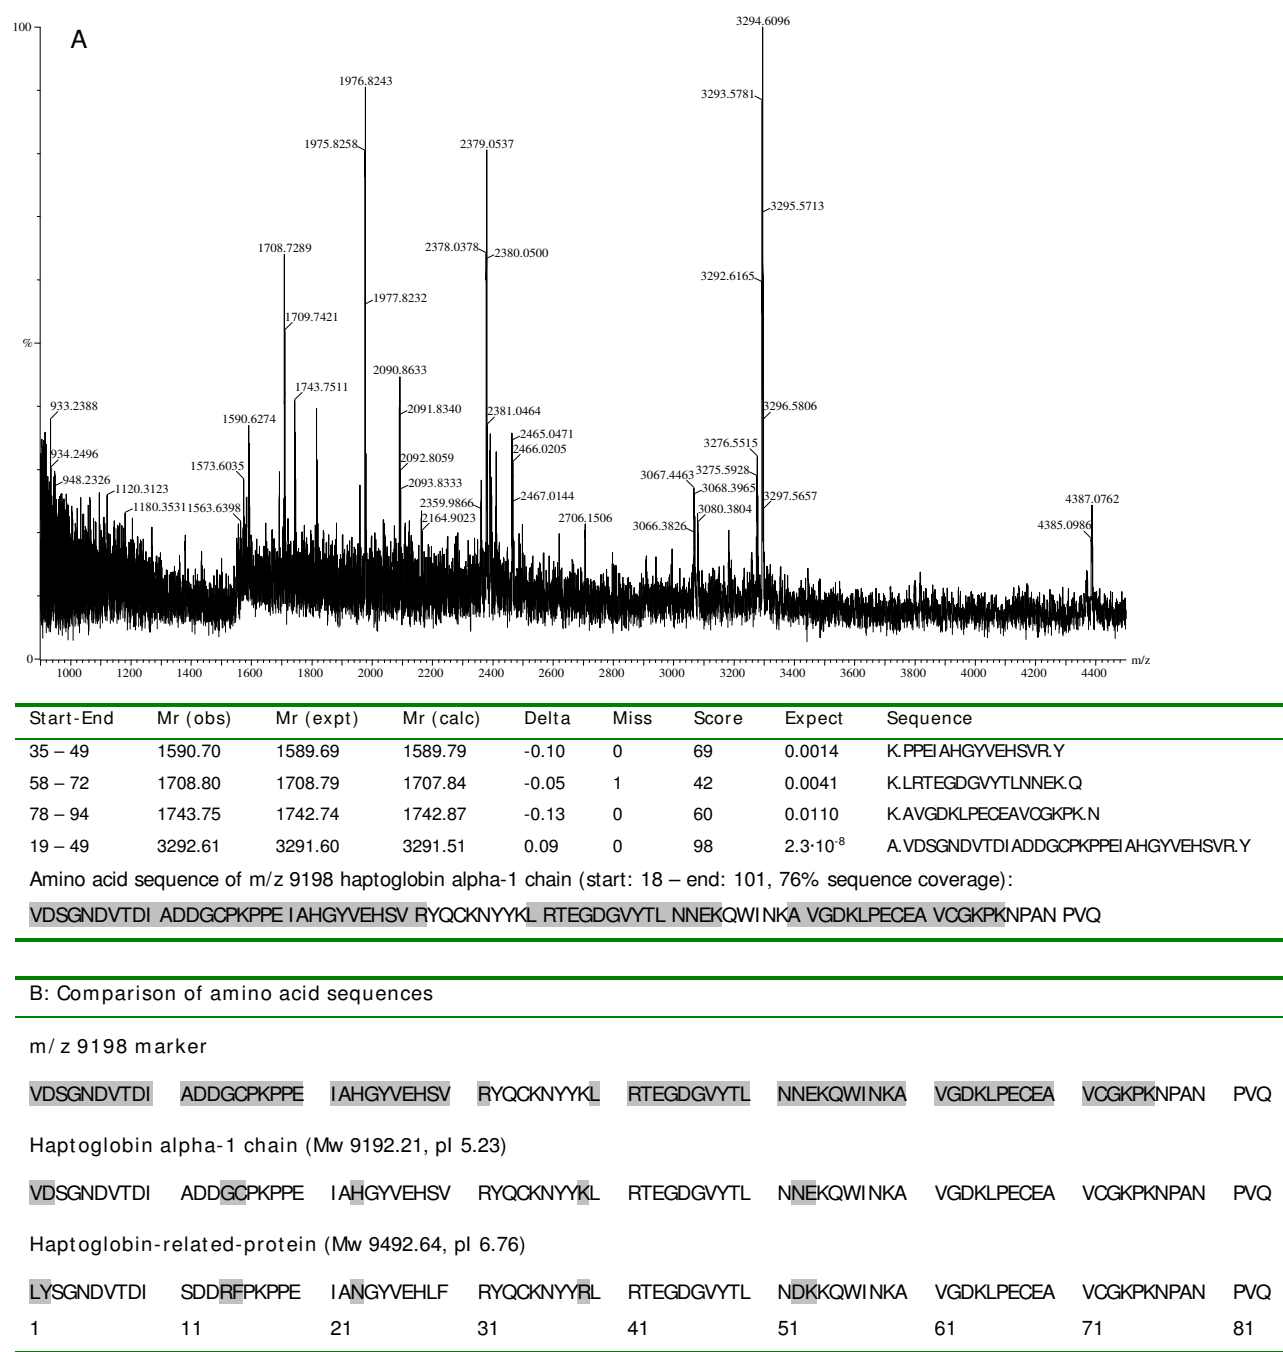 A
100
%
0
3294.6096
3293.5781
3295.5713
3292.6165
3296.5806
3276.5515
3275.5928
3297.5657
3067.4463
3068.3965
3080.3804
3066.3826
1976.8243
1975.8258
1977.8232
2379.0537
2378.0378
2380.0500
2381.0464
1708.7289
1709.7421
1743.7511
2090.8633
2091.8340
2092.8059
2093.8333
2359.9866
2164.9023
2465.0471
2466.0205
2467.0144
2706.1506
1590.6274
1573.6035
1563.6398
933.2388
934.2496
948.2326
1120.3123
1180.3531
4387.0762
4385.0986
1000 1200 1400 1600 1800 2000 2200 2400 2600 2800 3000 3200 3400 3600 3800 4000 4200 4400 m/z
Start-End Mr (obs) Mr (expt) Mr (calc) Delta Miss Score Expect Sequence
35 – 49 1590.70 1589.69 1589.79 -0.10 0 69 0.0014 K.PPEIAHGYVEHSVR.Y
58 – 72 1708.80 1708.79 1707.84 -0.05 1 42 0.0041 K.LRTEGDGVYTLNNEK.Q
78 – 94 1743.75 1742.74 1742.87 -0.13 0 60 0.0110 K.AVGDKLPECEAVCGKPK.N
19 – 49 3292.61 3291.60 3291.51 0.09 0 98 2.3·10-8 A.VDSGNDVTDIADDGCPKPPEIAHGYVEHSVR.Y
Amino acid sequence of m/z 9198 haptoglobin alpha-1 chain (start: 18 – end: 101, 76% sequence coverage):
VDSGNDVTDI ADDGCPKPPE IAHGYVEHSV RYQCKNYYKL RTEGDGVYTL NNEKQWINKA VGDKLPECEA VCGKPKNPAN PVQ
B: Comparison of amino acid sequences
m/z 9198 marker
VDSGNDVTDI ADDGCPKPPE IAHGYVEHSV RYQCKNYYKL RTEGDGVYTL NNEKQWINKA VGDKLPECEA VCGKPKNPAN PVQ
Haptoglobin alpha-1 chain (Mw 9192.21, pI 5.23)
VDSGNDVTDI ADDGCPKPPE IAHGYVEHSV RYQCKNYYKL RTEGDGVYTL NNEKQWINKA VGDKLPECEA VCGKPKNPAN PVQ
Haptoglobin-related-protein (Mw 9492.64, pI 6.76)
LYSGNDVTDI SDDRFPKPPE IANGYVEHLF RYQCKNYYRL RTEGDGVYTL NDKKQWINKA VGDKLPECEA VCGKPKNPAN PVQ
1 11 21 31 41 51 61 71 81